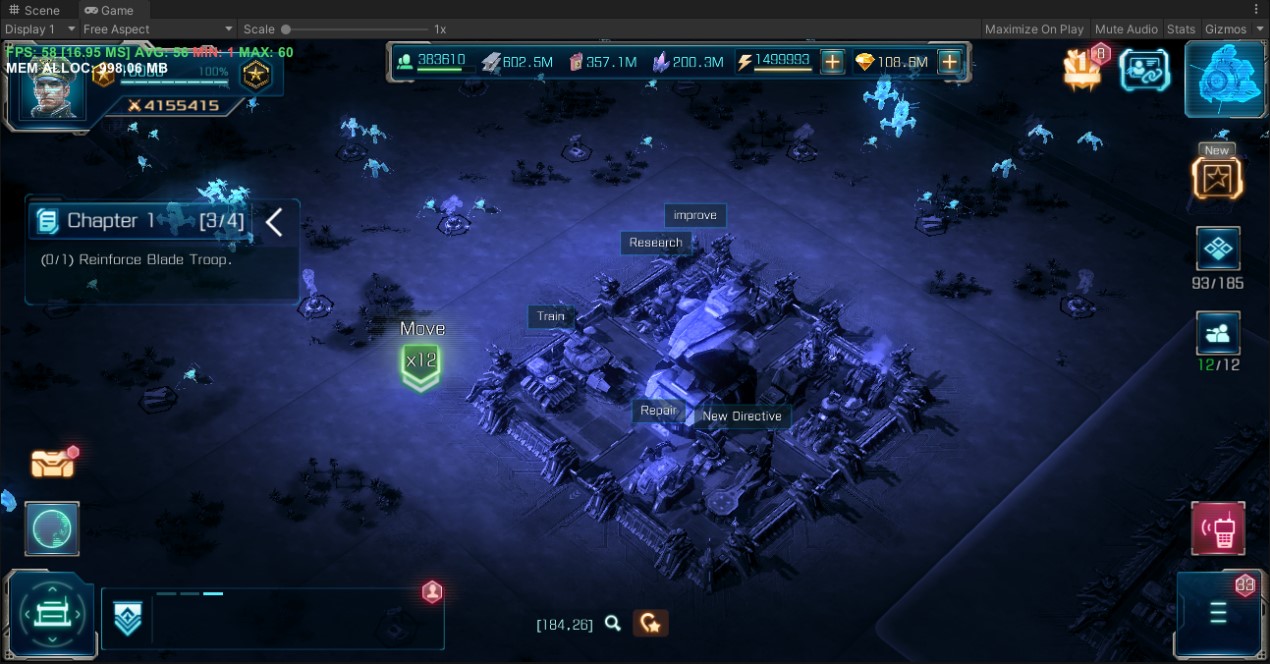 Scene
Game
Display 1
Free Aspect
Scale
1x
Maximize On Play
Mute Audio
Stats
Gizmos
FPS: 58 [16.95 MS] AVG: 56 MIN: 1 MAX: 60
MEM ALLOC: 998.06 MB
100%
4155415
383610
602.5M
357.1M
200.3M
1499993
108.6M
1
8
New
Chapter 1 [3/4]
(0/1) Reinforce Blade Troop.
93/185
12/12
improve
Research
Train
Move
x12
Repair
New Directive
[184.26]
33